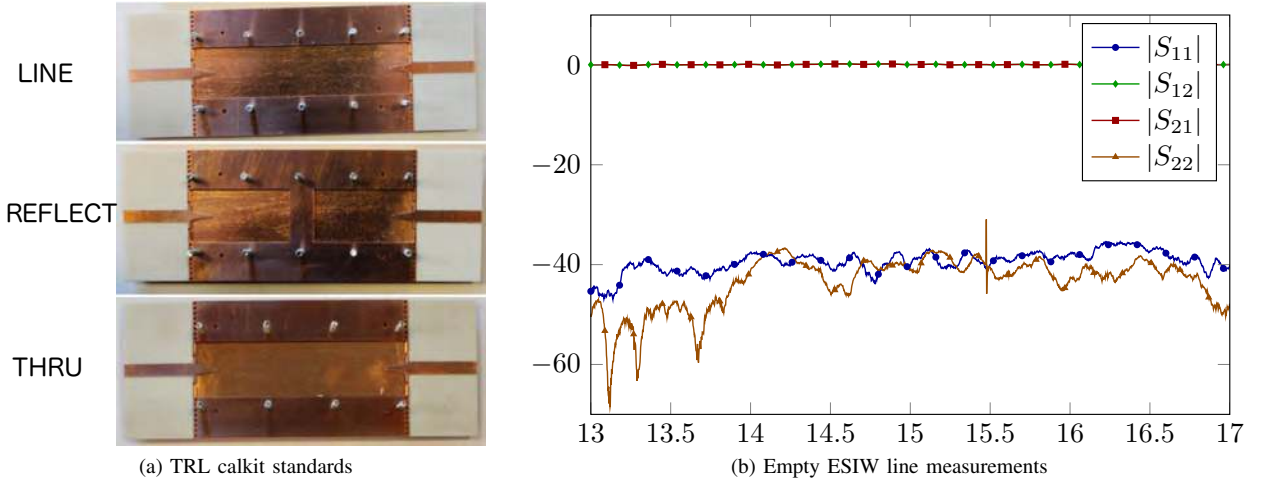 LINE
REFLECT
THRU
(a) TRL calkit standards
0
−20
−40
−60
13
13.5
14
14.5
15
15.5
16
16.5
17
|S11|
|S12|
|S21|
|S22|
(b) Empty ESIW line measurements